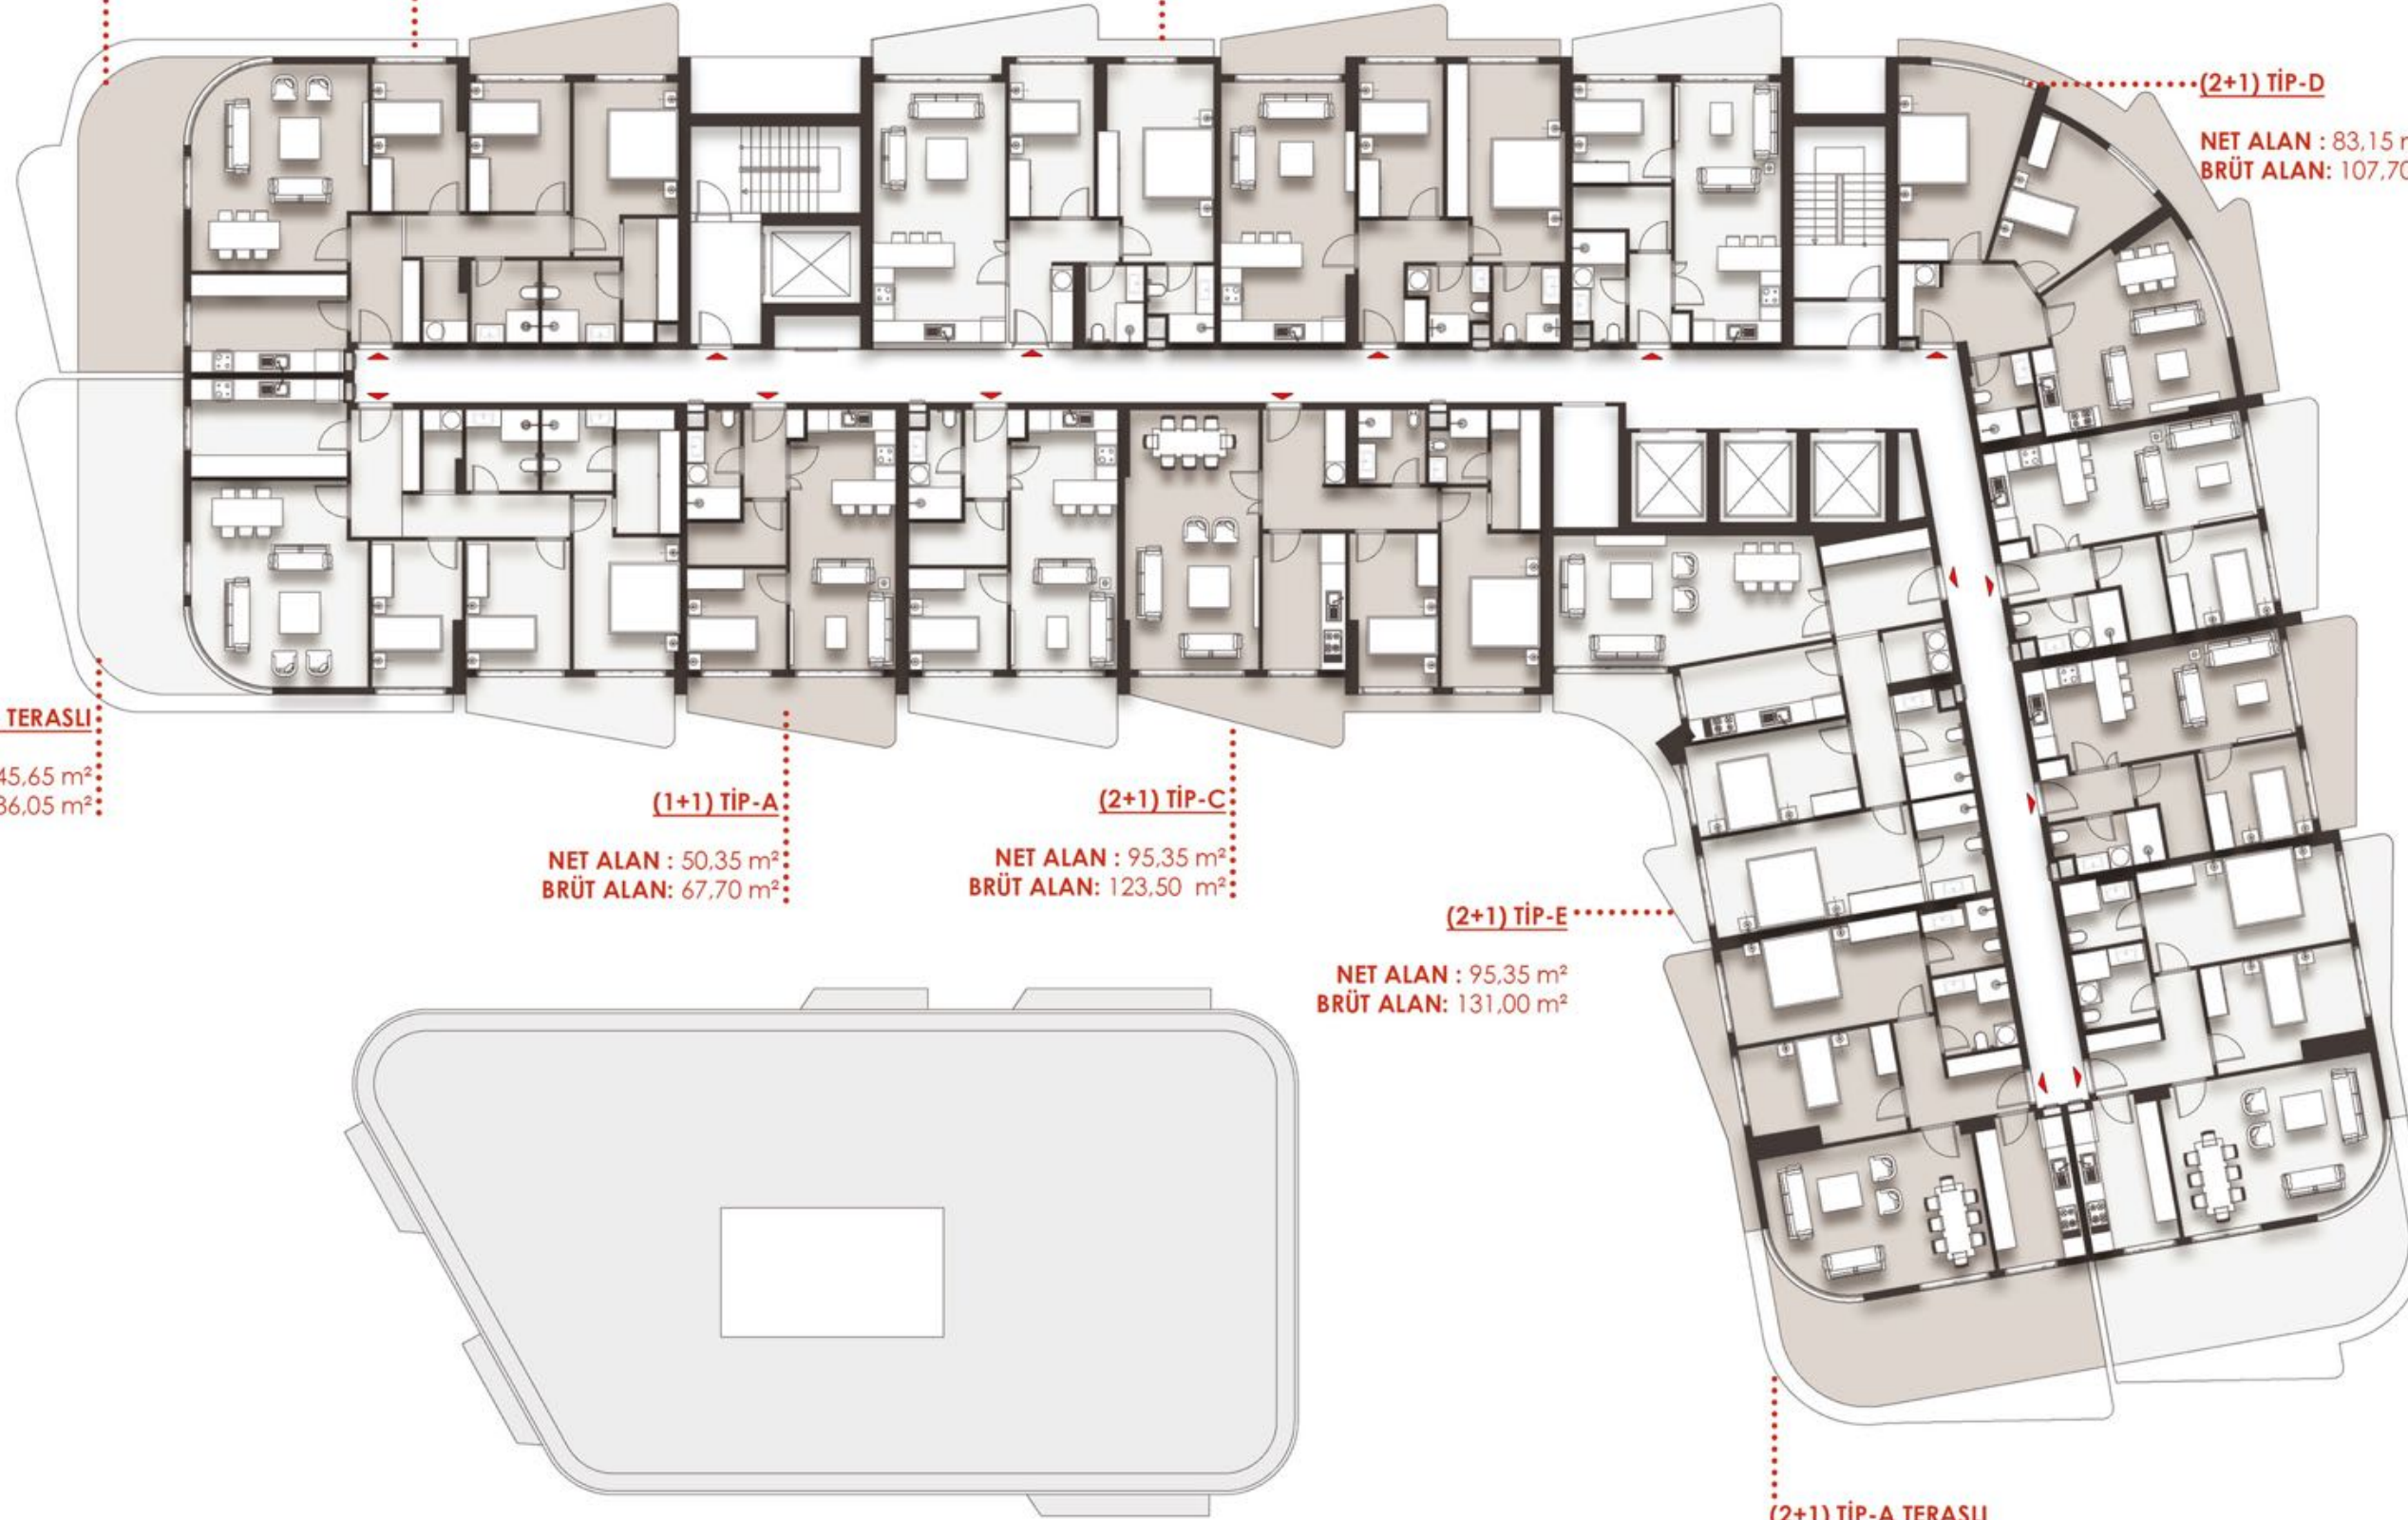 (2+1) TİP-D
NET ALAN : 83,15
BRÜT ALAN: 107,70
TERASLI
45,65 m²
36,05 m²
(1+1) TİP-A
NET ALAN : 50,35 m²
BRÜT ALAN: 67,70 m²
(2+1) TİP-C
NET ALAN : 95,35 m²
BRÜT ALAN: 123,50 m²
(2+1) TİP-E
NET ALAN : 95,35 m²
BRÜT ALAN: 131,00 m²
(2+1) TİP-A TERASLI